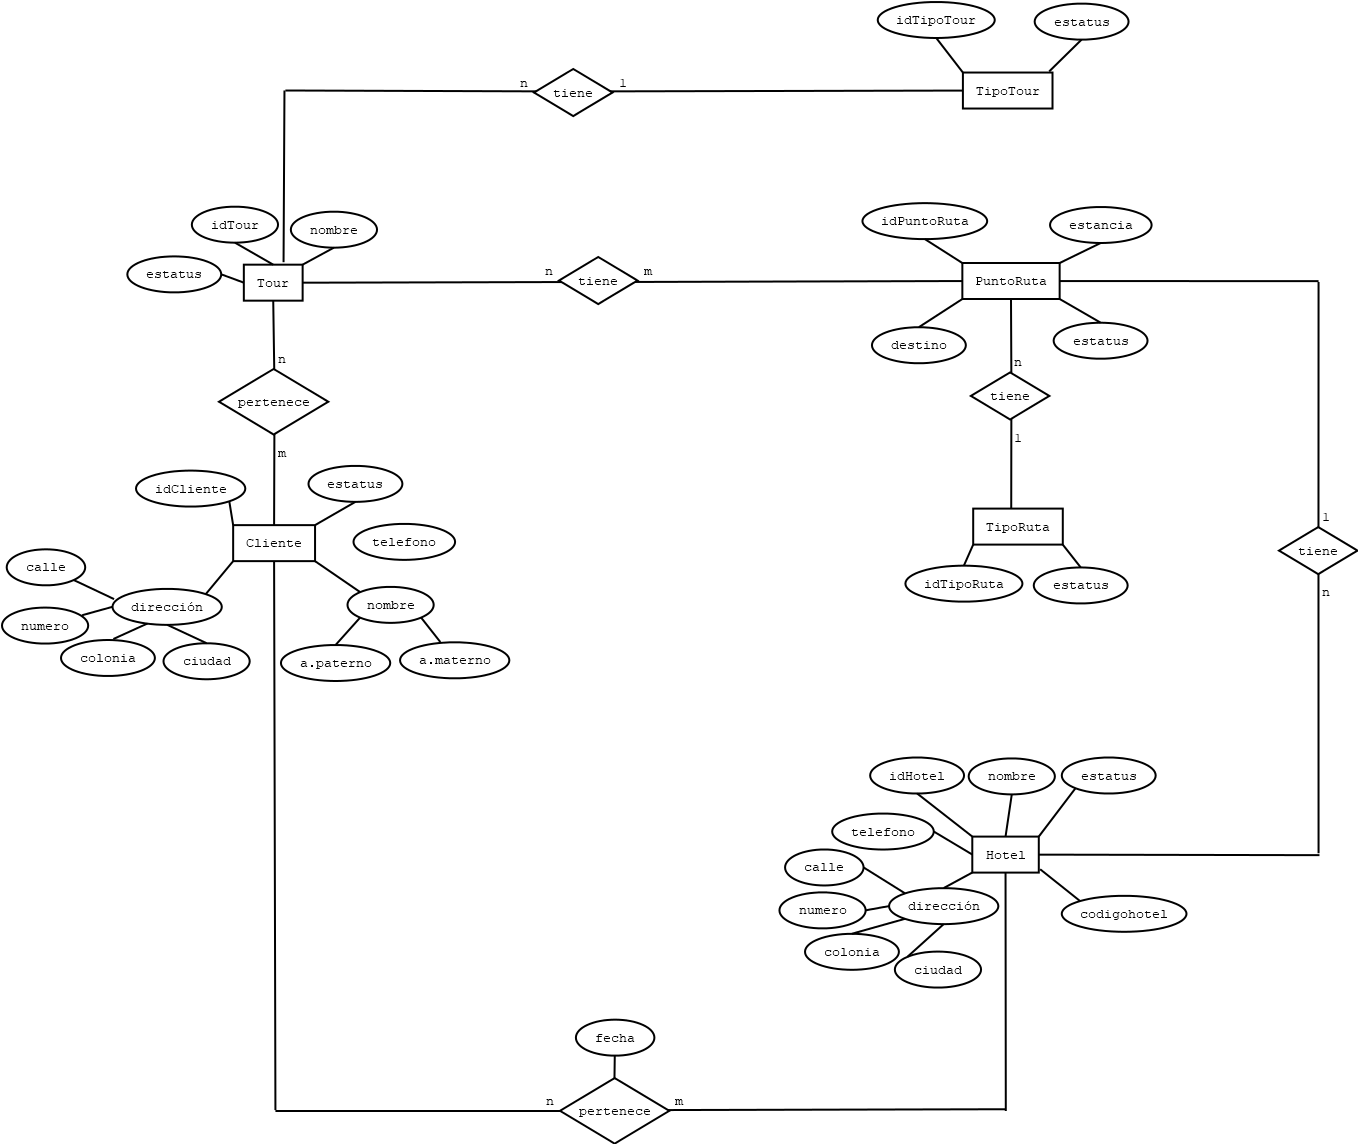 idTipoTour
estatus
n
tiene
1
TipoTour
idTour
nombre
estatus
Tour
n
tiene
m
idPuntoRuta
estancia
PuntoRuta
destino
estatus
n
tiene
1
TipoRuta
idTipoRuta
estatus
n
pertenece
m
idCliente
estatus
Cliente
telefono
calle
dirección
numero
colonia
ciudad
nombre
a.paterno
a.materno
1
tiene
n
idHotel
nombre
estatus
telefono
Hotel
calle
numero
dirección
colonia
ciudad
codigohotel
fecha
n
pertenece
m